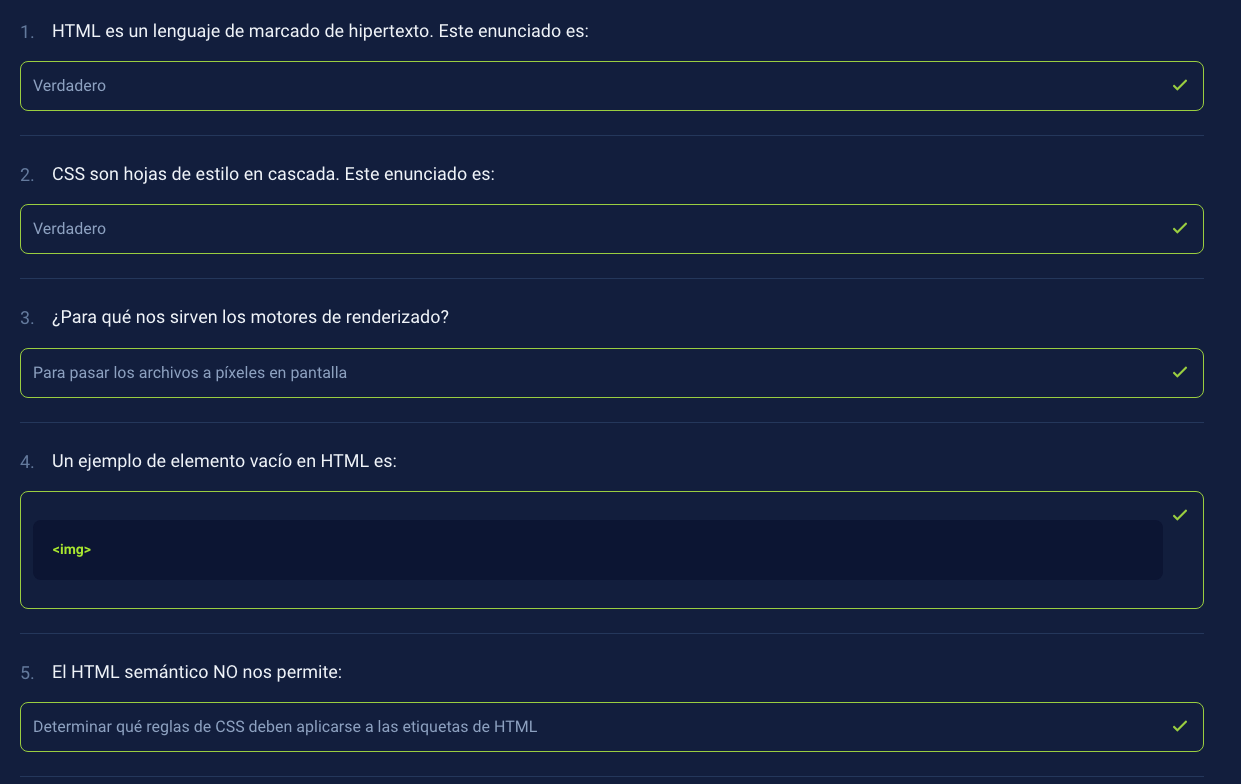 1. HTML es un lenguaje de marcado de hipertexto. Este enunciado es:
Verdadero
2. CSS son hojas de estilo en cascada. Este enunciado es:
Verdadero
3. ¿Para qué nos sirven los motores de renderizado?
Para pasar los archivos a píxeles en pantalla
4. Un ejemplo de elemento vacío en HTML es:
<img>
5. El HTML semántico NO nos permite:
Determinar qué reglas de CSS deben aplicarse a las etiquetas de HTML